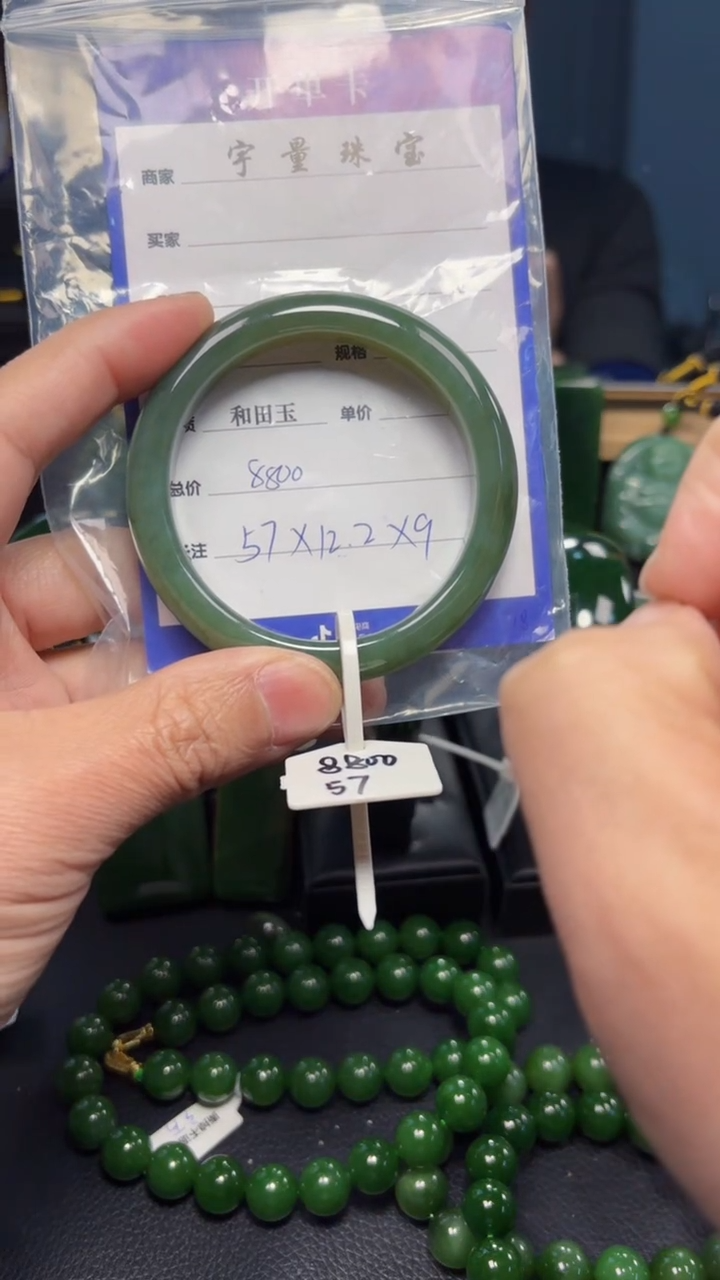 开单卡
商家 宇量珠宝
买家
规格
和田玉 单价
总价 8800
注 57X12.2X9
8800
57